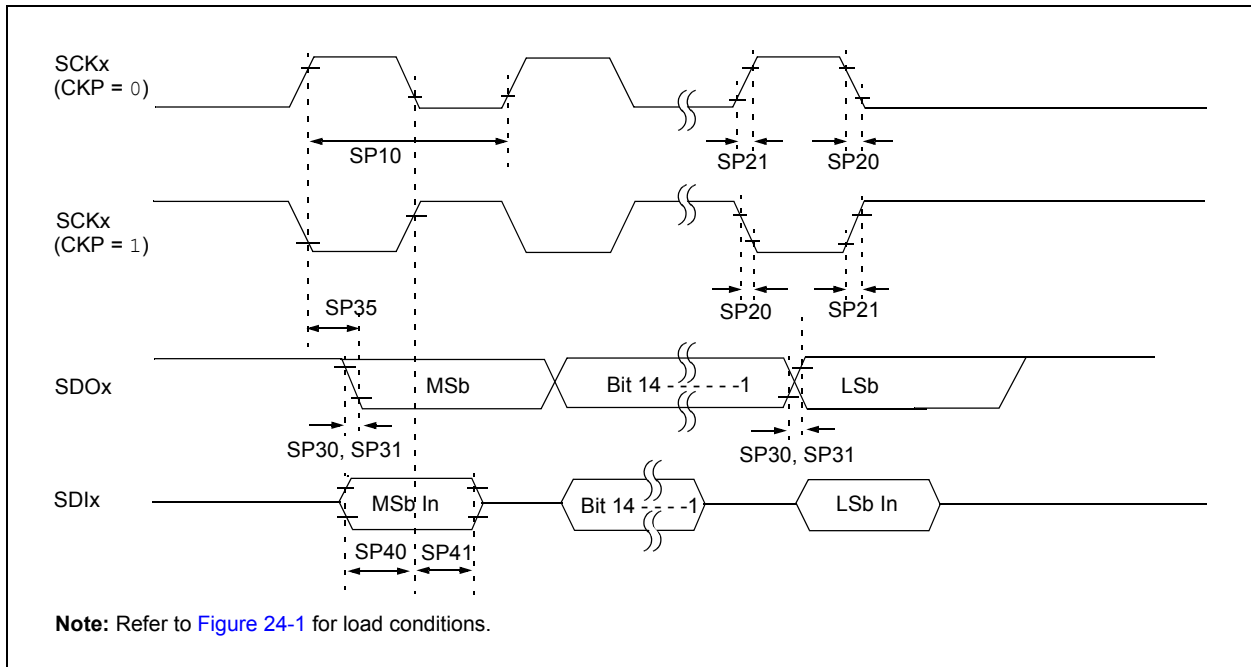 SCKx
(CKP = 0)
SP10
SP21
SP20
SCKx
(CKP = 1)
SP35
SP20
SP21
SDOx
MSb
Bit 14 - - - - - -1
LSb
SP30, SP31
SP30, SP31
SDIx
MSb In
Bit 14 - - - -1
LSb In
SP40
SP41
Note: Refer to Figure 24-1 for load conditions.